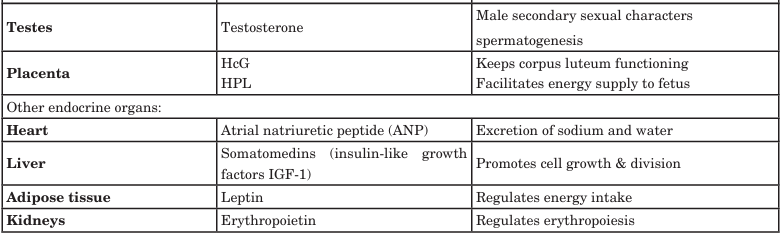 Testes Testosterone Male secondary sexual characters
spermatogenesis
Placenta HcG Keeps corpus luteum functioning
HPL Facilitates energy supply to fetus
Other endocrine organs:
Heart Atrial natriuretic peptide (ANP) Excretion of sodium and water
Liver Somatomedins (insulin-like growth
factors IGF-1) Promotes cell growth & division
Adipose tissue Leptin Regulates energy intake
Kidneys Erythropoietin Regulates erythropoiesis